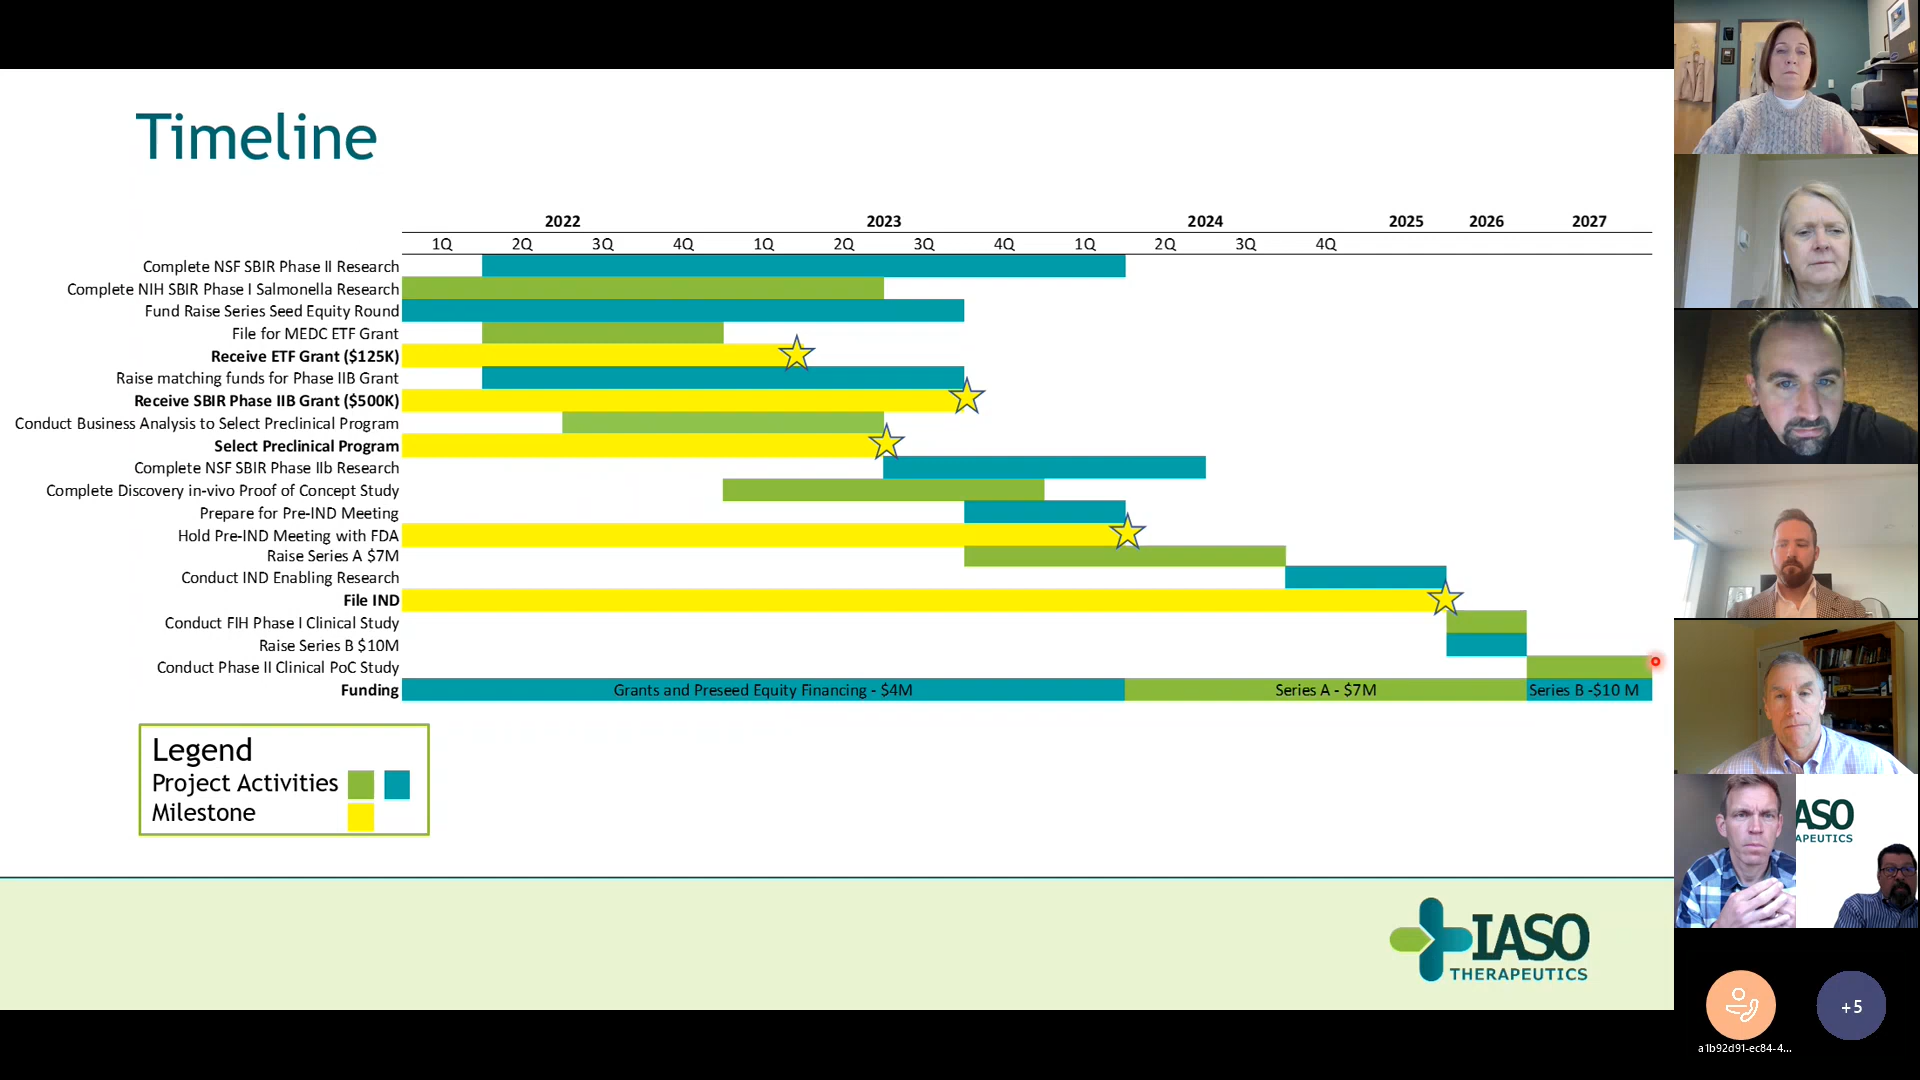 Timeline
2022 2023 2024 2025 2026 2027
1Q 2Q 3Q 4Q 1Q 2Q 3Q 4Q 1Q 2Q 3Q 4Q
Complete NSF SBIR Phase II Research
Complete NIH SBIR Phase I Salmonella Research
Fund Raise Series Seed Equity Round
File for MEDC ETF Grant
Receive ETF Grant ($125K)
Raise matching funds for Phase IIB Grant
Receive SBIR Phase IIB Grant ($500K)
Conduct Business Analysis to Select Preclinical Program
Select Preclinical Program
Complete NSF SBIR Phase IIb Research
Complete Discovery in-vivo Proof of Concept Study
Prepare for Pre-IND Meeting
Hold Pre-IND Meeting with FDA
Raise Series A $7M
Conduct IND Enabling Research
File IND
Conduct FIH Phase I Clinical Study
Raise Series B $10M
Conduct Phase II Clinical PoC Study
Funding Grants and Preseed Equity Financing - $4M Series A - $7M Series B -$10 M
Legend
Project Activities
Milestone
IASO
THERAPEUTICS
IASO
APEUTICS
+5
a1b92d91-ec84-4...